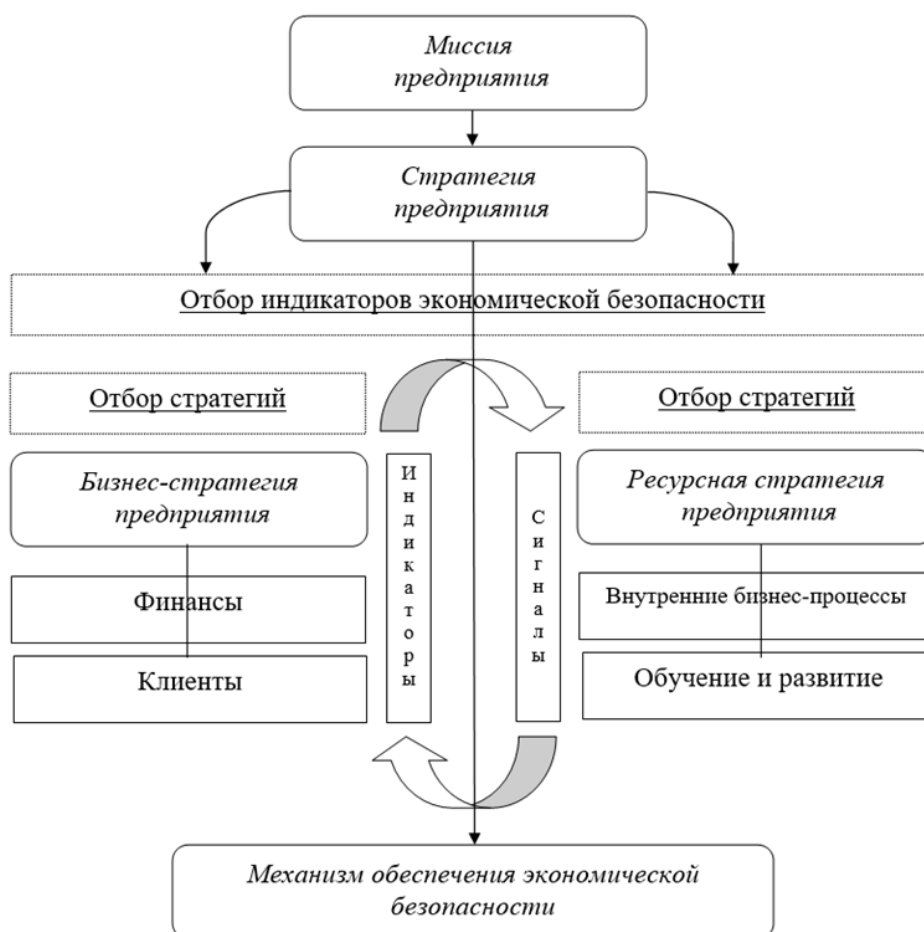 Миссия
предприятия
Стратегия
предприятия
Отбор индикаторов экономической безопасности
Отбор стратегий
Бизнес-стратегия
предприятия
Финансы
Клиенты
Индикаторы
Сигналы
Отбор стратегий
Ресурсная стратегия
предприятия
Внутренние бизнес-процессы
Обучение и развитие
Механизм обеспечения экономической
безопасности